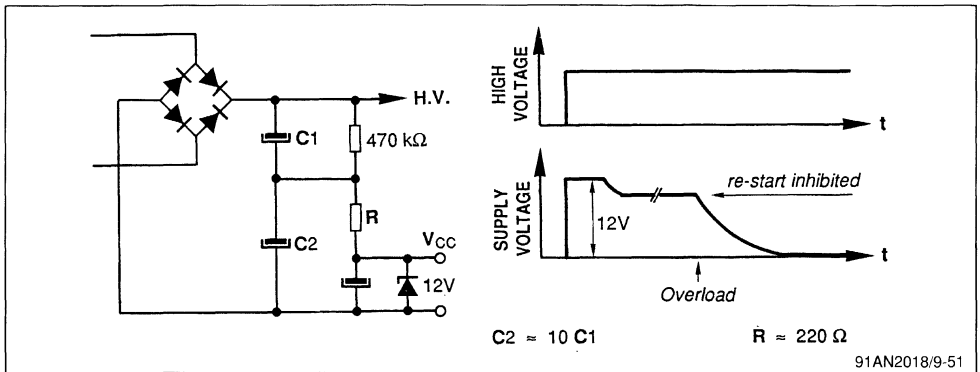 H.V.
C1
470 kΩ
R
C2
VCC
12V
HIGH
VOLTAGE
t
SUPPLY
VOLTAGE
12V
re-start inhibited
t
Overload
C2 ≈ 10 C1
R ≈ 220 Ω
91AN2018/9-51